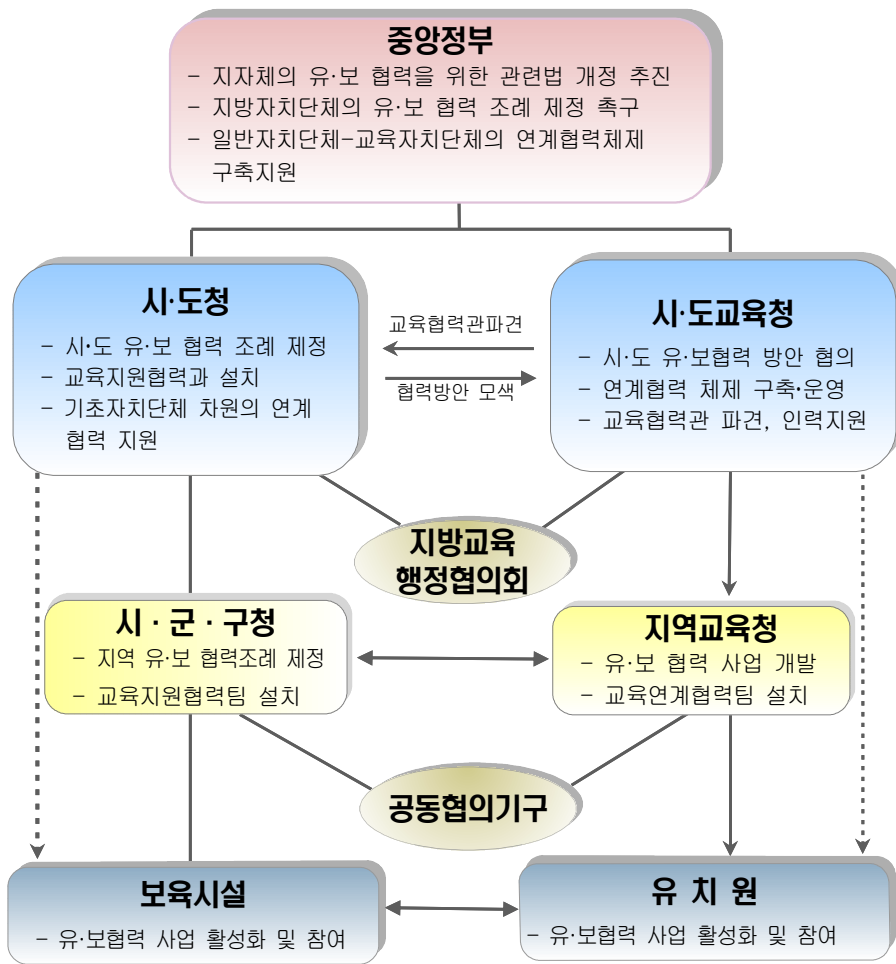 중앙정부
- 지자체의 유·보 협력을 위한 관련법 개정 추진
- 지방자치단체의 유·보 협력 조례 제정 촉구
- 일반자치단체-교육자치단체의 연계협력체제
구축지원
시·도청
- 시·도 유·보 협력 조례 제정
- 교육지원협력과 설치
- 기초자치단체 차원의 연계
협력 지원
교육협력관파견
협력방안 모색
시·도교육청
- 시·도 유·보협력 방안 협의
- 연계협력 체제 구축·운영
- 교육협력관 파견, 인력지원
지방교육
행정협의회
시·군·구청
- 지역 유·보 협력조례 제정
- 교육지원협력팀 설치
지역교육청
- 유·보 협력 사업 개발
- 교육연계협력팀 설치
공동협의기구
보육시설
- 유·보협력 사업 활성화 및 참여
유 치 원
- 유·보협력 사업 활성화 및 참여